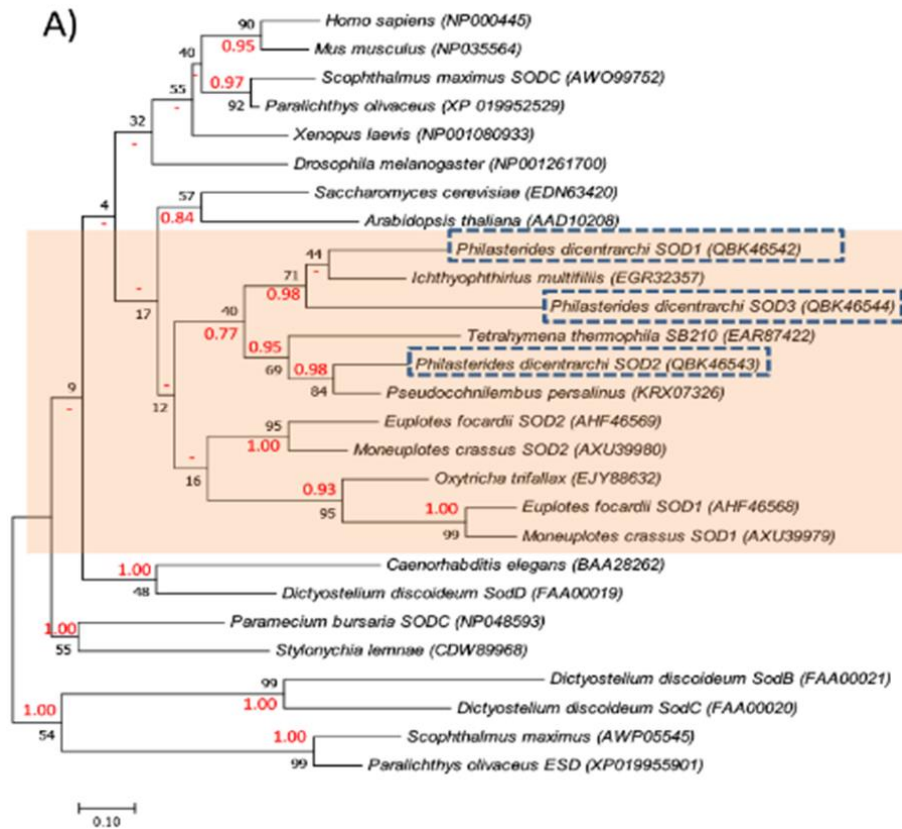 A)
90 Homo sapiens (NP000445)
0.95 Mus musculus (NP035564)
40
-
0.97 Scophthalmus maximus SODC (AWO99752)
92 Paralichthys olivaceus (XP 019952529)
55
-
Xenopus laevis (NP001080933)
32
-
Drosophila melanogaster (NP001261700)
57 Saccharomyces cerevisiae (EDN63420)
0.84 Arabidopsis thaliana (AAD10208)
4
-
44 Philasterides dicentrarchi SOD1 (QBK46542)
- Ichthyophthirius multifiliis (EGR32357)
71
0.98
Philasterides dicentrarchi SOD3 (QBK46544)
-
17
40
0.77
Tetrahymena thermophila SB210 (EAR87422)
0.95
69
0.98 Philasterides dicentrarchi SOD2 (QBK46543)
84 Pseudocohnilembus persalinus (KRX07326)
9
-
-
12
95 Euplotes focardii SOD2 (AHF46569)
1.00 Moneuplotes crassus SOD2 (AXU39980)
-
16
0.93 Oxytricha trifallax (EJY88632)
95
1.00 Euplotes focardii SOD1 (AHF46568)
99 Moneuplotes crassus SOD1 (AXU39979)
1.00 Caenorhabditis elegans (BAA28262)
48 Dictyostelium discoideum SodD (FAA00019)
1.00 Paramecium bursaria SODC (NP048593)
55 Stylonychia lemnae (CDW89968)
99 Dictyostelium discoideum SodB (FAA00021)
1.00 Dictyostelium discoideum SodC (FAA00020)
1.00
54
1.00 Scophthalmus maximus (AWP05545)
99 Paralichthys olivaceus ESD (XP019955901)
0.10